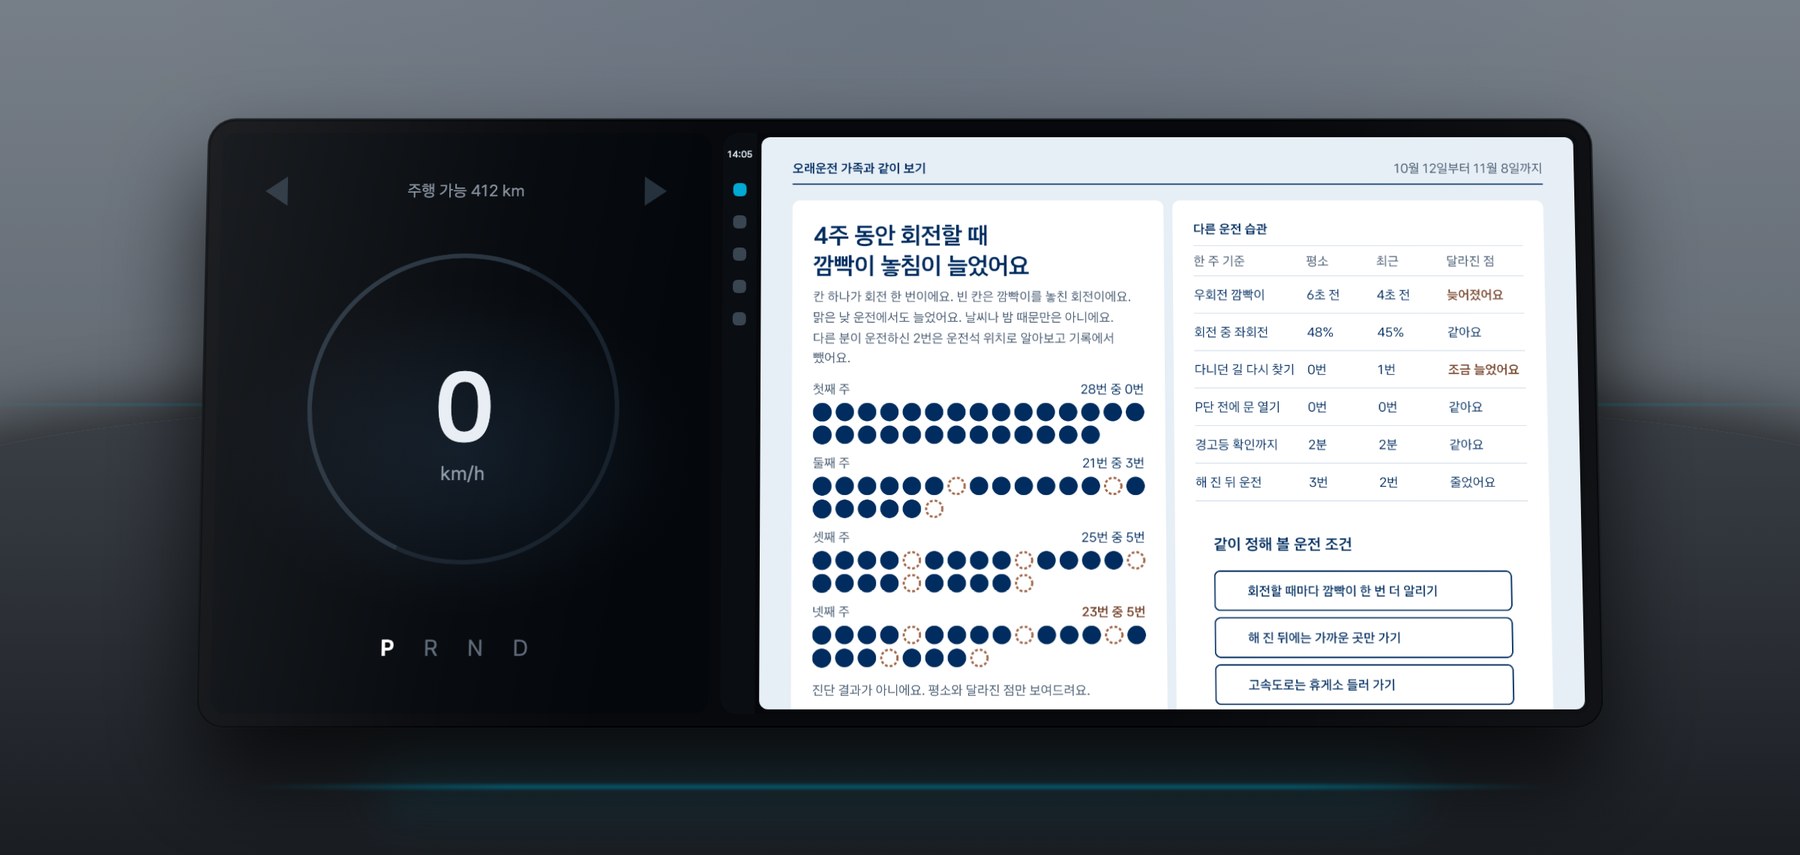 주행 가능 412 km
0
km/h
P R N D
14:05
오래운전 가족과 같이 보기
10월 12일부터 11월 8일까지
4주 동안 회전할 때
깜빡이 놓침이 늘었어요
칸 하나가 회전 한 번이에요. 빈 칸은 깜빡이를 놓친 회전이에요.
맑은 낮 운전에서도 늘었어요. 날씨나 밤 때문만은 아니에요.
다른 분이 운전하신 2번은 운전석 위치로 알아보고 기록에서
뺐어요.
첫째 주 28번 중 0번
둘째 주 21번 중 3번
셋째 주 25번 중 5번
넷째 주 23번 중 5번
진단 결과가 아니에요. 평소와 달라진 점만 보여드려요.
다른 운전 습관
한 주 기준 평소 최근 달라진 점
우회전 깜빡이 6초 전 4초 전 늦어졌어요
회전 중 좌회전 48% 45% 같아요
다니던 길 다시 찾기 0번 1번 조금 늘었어요
P단 전에 문 열기 0번 0번 같아요
경고등 확인까지 2분 2분 같아요
해 진 뒤 운전 3번 2번 줄었어요
같이 정해 볼 운전 조건
회전할 때마다 깜빡이 한 번 더 알리기
해 진 뒤에는 가까운 곳만 가기
고속도로는 휴게소 들러 가기